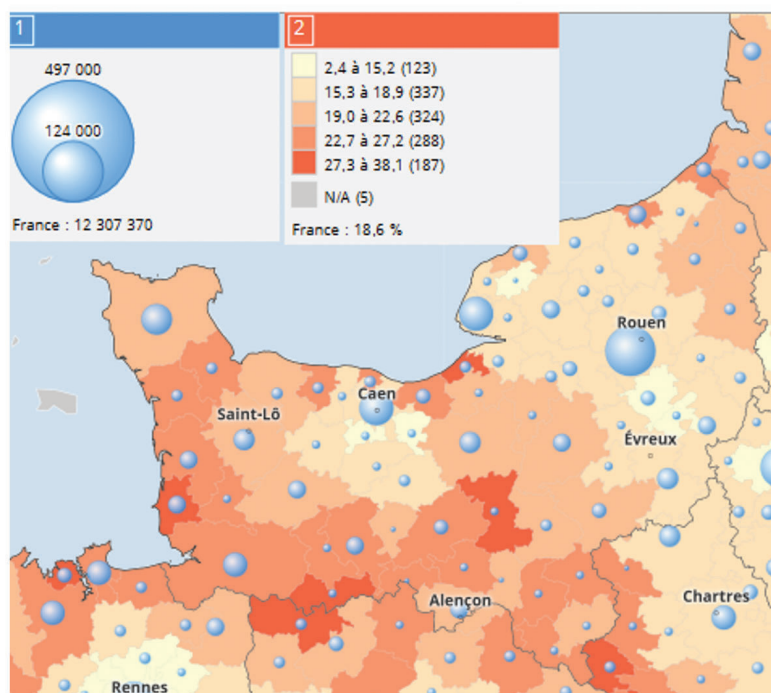 1
497 000
124 000
France : 12 307 370
2
2,4 à 15,2 (123)
15,3 à 18,9 (337)
19,0 à 22,6 (324)
22,7 à 27,2 (288)
27,3 à 38,1 (187)
N/A (5)
France : 18,6 %
Rouen
Caen
Saint-Lô
Évreux
Alençon
Chartres
Rennes